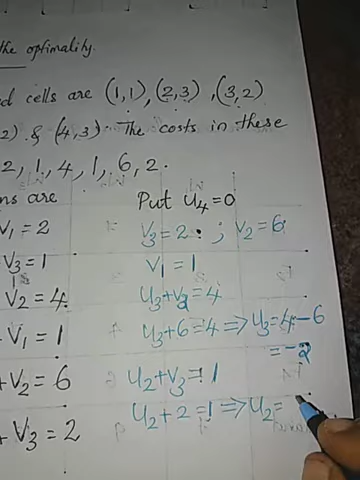 the optimality.
ed cells are (1,1), (2,3), (3,2)
2) & (4,3). The costs in these
2, 1, 4, 1, 6, 2.
ns are Put u₄=0
V₁ = 2 V₃=2 ; V₂=6
V₃ = 1 V₁=1
V₂ = 4 u₃+V₂=4
V₁ = 1 u₃+6=4 ⟹ u₃=4-6
=-2
+V₂ = 6 u₂+V₃=1
+ V₃ = 2 u₂+2=1 ⟹ u₂=